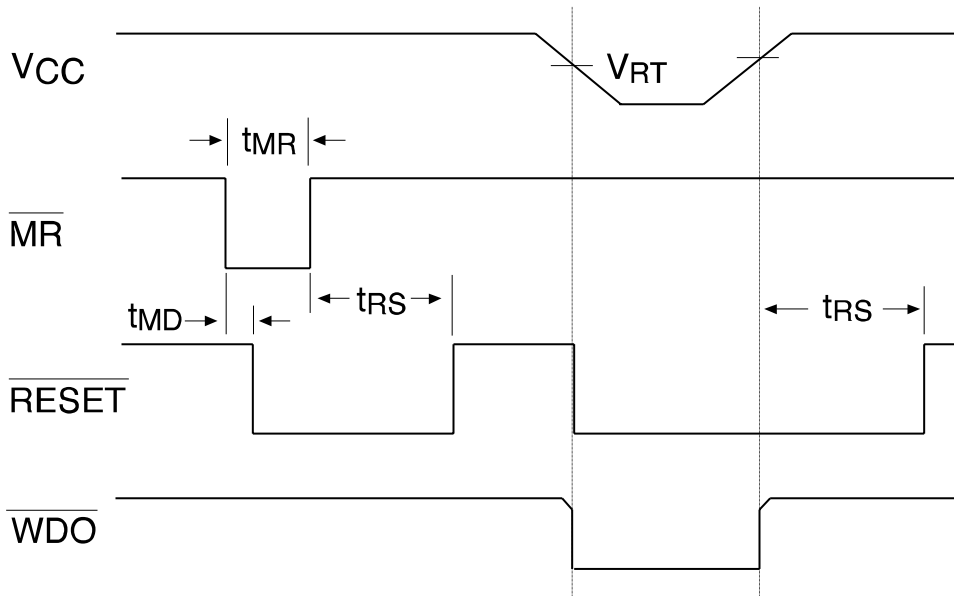 VCC
VRT
tMR
MR
tMD
tRS
tRS
RESET
WDO